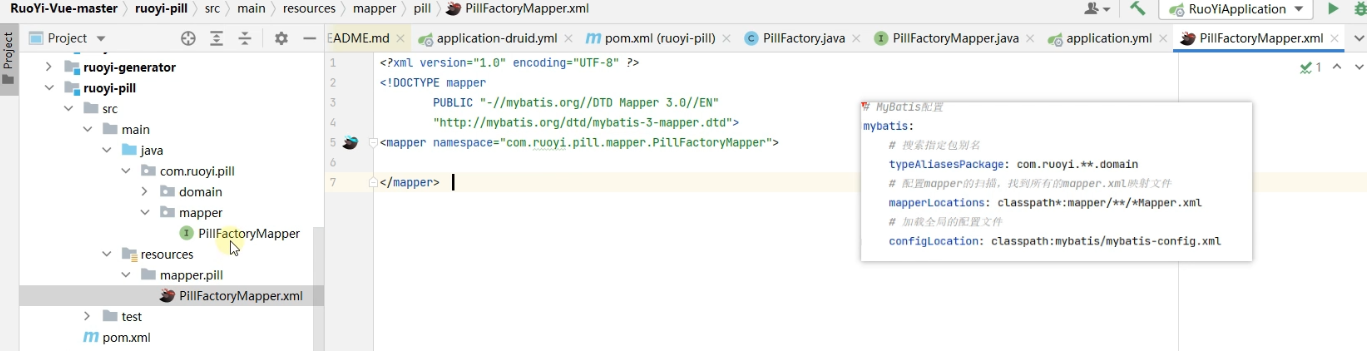 RuoYi-Vue-master ruoyi-pill src main resources mapper pill PillFactoryMapper.xml RuoYiApplication
Project
Project
EADME.md application-druid.yml pom.xml (ruoyi-pill) PillFactory.java PillFactoryMapper.java application.yml PillFactoryMapper.xml
ruoyi-generator
ruoyi-pill
src
main
java
com.ruoyi.pill
domain
mapper
PillFactoryMapper
resources
mapper.pill
PillFactoryMapper.xml
test
pom.xml
1 <?xml version="1.0" encoding="UTF-8" ?>
2 <!DOCTYPE mapper
3 PUBLIC "-//mybatis.org//DTD Mapper 3.0//EN"
4 "http://mybatis.org/dtd/mybatis-3-mapper.dtd">
5 <mapper namespace="com.ruoyi.pill.mapper.PillFactoryMapper">
6
7 </mapper>
1
# MyBatis配置
mybatis:
# 搜索指定包别名
typeAliasesPackage: com.ruoyi.**.domain
# 配置mapper的扫描，找到所有的mapper.xml映射文件
mapperLocations: classpath*:mapper/**/*Mapper.xml
# 加载全局的配置文件
configLocation: classpath:mybatis/mybatis-config.xml